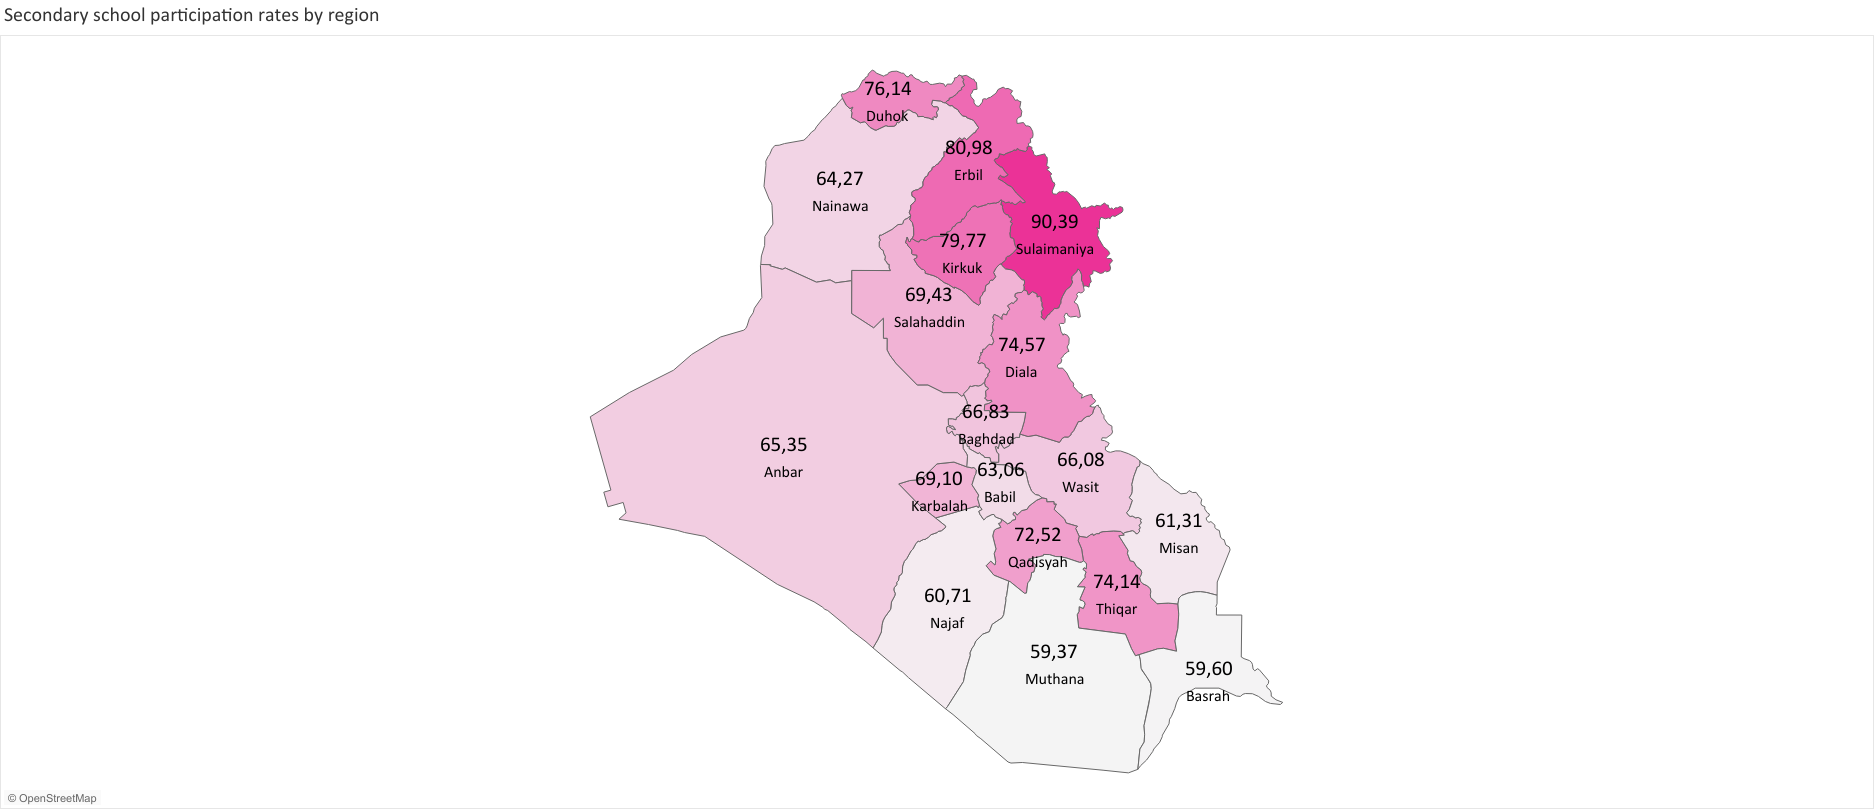 Secondary school participation rates by region
76,14
Duhok
80,98
Erbil
64,27
Nainawa
90,39
Sulaimaniya
79,77
Kirkuk
69,43
Salahaddin
74,57
Diala
66,83
Baghdad
65,35
Anbar
66,08
Wasit
63,06
Babil
69,10
Karbalah
61,31
Misan
72,52
Qadisyah
74,14
Thiqar
60,71
Najaf
59,37
Muthana
59,60
Basrah
© OpenStreetMap